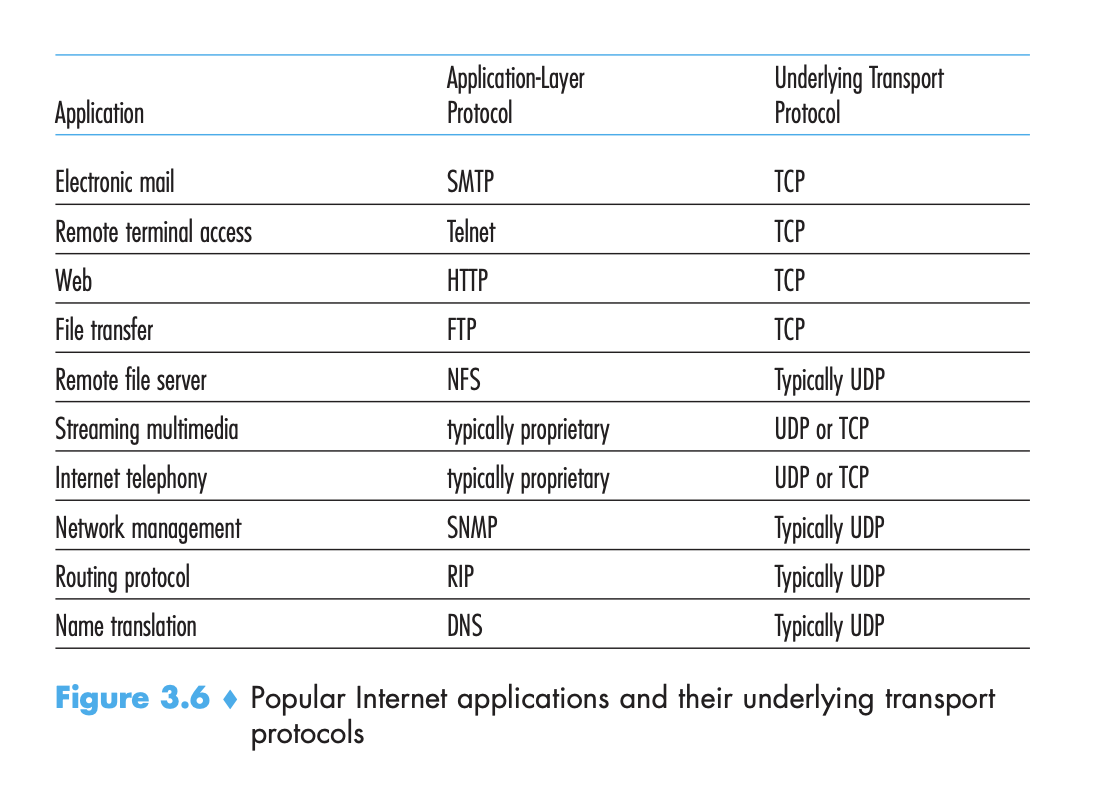 Application Application-Layer Protocol Underlying Transport Protocol
Electronic mail SMTP TCP
Remote terminal access Telnet TCP
Web HTTP TCP
File transfer FTP TCP
Remote file server NFS Typically UDP
Streaming multimedia typically proprietary UDP or TCP
Internet telephony typically proprietary UDP or TCP
Network management SNMP Typically UDP
Routing protocol RIP Typically UDP
Name translation DNS Typically UDP
Figure 3.6 ♦ Popular Internet applications and their underlying transport
protocols